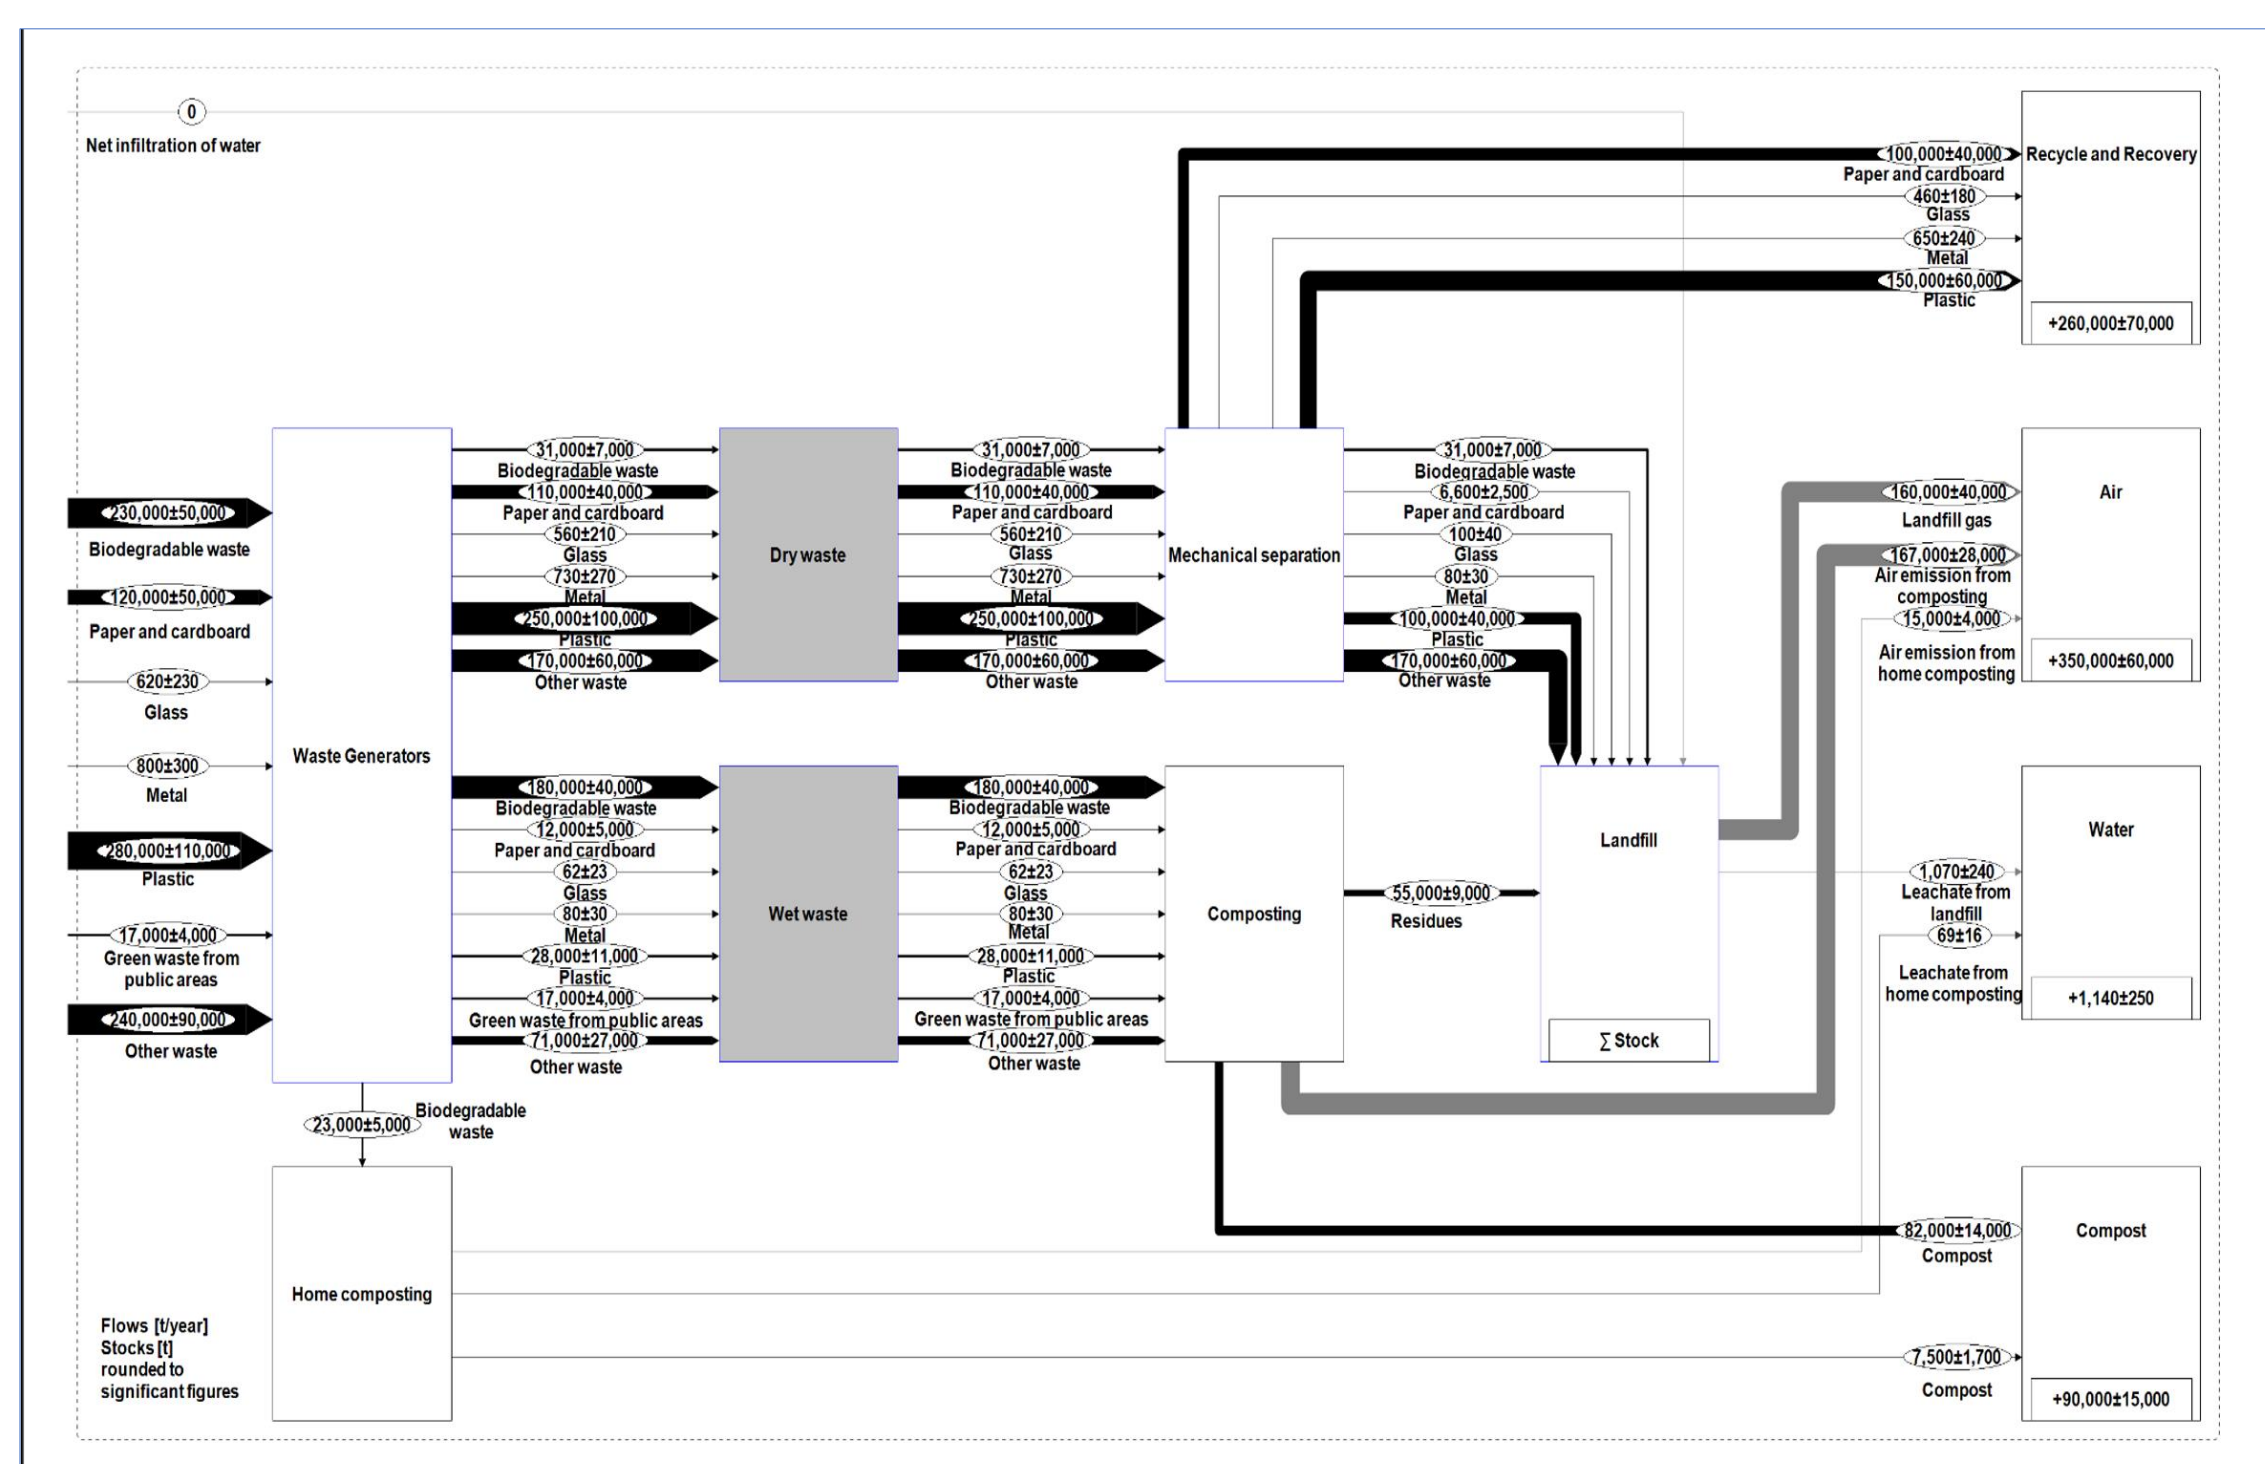 0
Net infiltration of water
100,000±40,000
Recycle and Recovery
Paper and cardboard
460±180
Glass
650±240
Metal
150,000±60,000
Plastic
+260,000±70,000
230,000±50,000
Biodegradable waste
120,000±50,000
Paper and cardboard
620±230
Glass
800±300
Metal
280,000±110,000
Plastic
17,000±4,000
Green waste from
public areas
240,000±90,000
Other waste
Waste Generators
31,000±7,000
Biodegradable waste
110,000±40,000
Paper and cardboard
560±210
Glass
730±270
Metal
250,000±100,000
Plastic
170,000±60,000
Other waste
Dry waste
31,000±7,000
Biodegradable waste
110,000±40,000
Paper and cardboard
560±210
Glass
730±270
Metal
250,000±100,000
Plastic
170,000±60,000
Other waste
Mechanical separation
31,000±7,000
Biodegradable waste
6,600±2,500
Paper and cardboard
100±40
Glass
80±30
Metal
100,000±40,000
Plastic
170,000±60,000
Other waste
160,000±40,000
Landfill gas
167,000±28,000
Air emission from
composting
15,000±4,000
Air emission from
home composting
Air
+350,000±60,000
180,000±40,000
Biodegradable waste
12,000±5,000
Paper and cardboard
62±23
Glass
80±30
Metal
28,000±11,000
Plastic
17,000±4,000
Green waste from public areas
71,000±27,000
Other waste
Wet waste
180,000±40,000
Biodegradable waste
12,000±5,000
Paper and cardboard
62±23
Glass
80±30
Metal
28,000±11,000
Plastic
17,000±4,000
Green waste from public areas
71,000±27,000
Other waste
Composting
55,000±9,000
Residues
Landfill
∑ Stock
1,070±240
Leachate from
landfill
69±16
Leachate from
home composting
Water
+1,140±250
23,000±5,000
Biodegradable
waste
Home composting
82,000±14,000
Compost
Compost
7,500±1,700
Compost
+90,000±15,000
Flows [t/year]
Stocks [t]
rounded to
significant figures